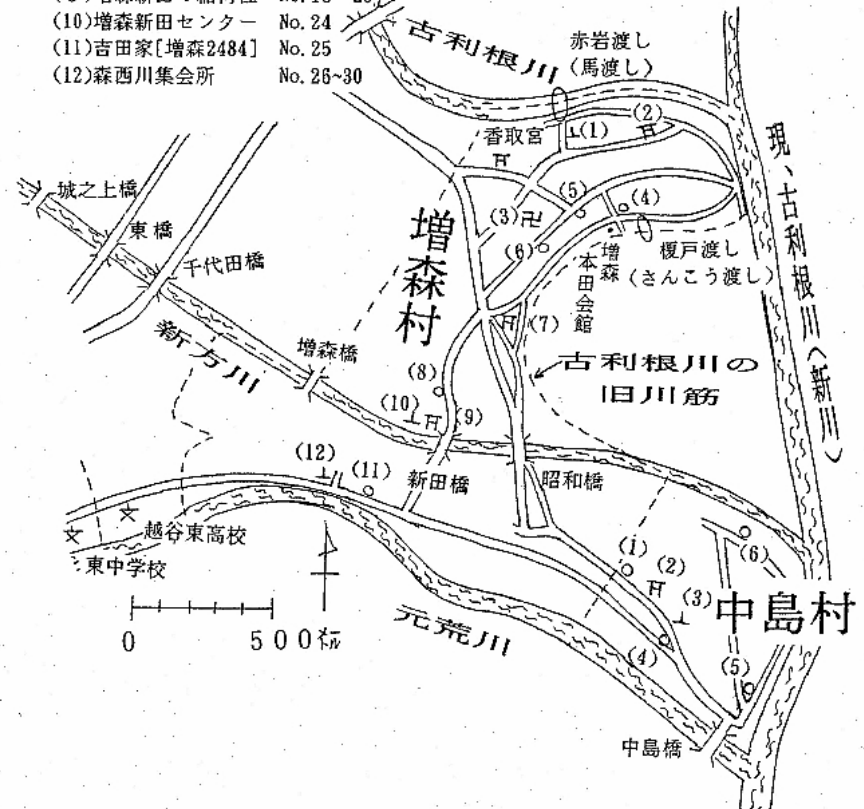 (10)増森新田センター No.24
(11)吉田家[増森2484] No.25
(12)森西川集会所 No.26~30
古利根川
赤岩渡し
(馬渡し)
香取宮
(1)
(2)
現、古利根川(新川)
城之上橋
東橋
千代田橋
新方川
増森橋
増森村
(3)
(5)
(4)
(6)
増森
本田会館
榎戸渡し
(さんこう渡し)
(7)
古利根川の
旧川筋
(8)
(10)
(9)
(12)
(11)
新田橋
昭和橋
越谷東高校
東中学校
0 500㍍
元荒川
(1)
(2)
(3)
(4)
(5)
(6)
中島村
中島橋